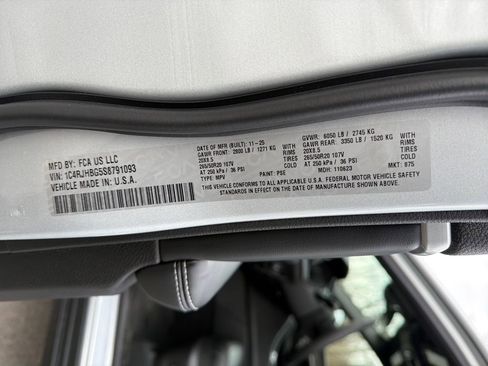 MFD BY: FCA US LLC
VIN: 1C4RJHBG5S8791093
VEHICLE MADE IN: U.S.A.
DATE OF MFR (BUILT): 11-25
GAWR FRONT: 2800 LB / 1271 KG
20X8.5
265/50R20 107V
AT 250 kPa / 36 PSI
TYPE: MPV
WITH
RIMS
TIRES
COLD
PAINT: PSE
GVWR: 6050 LB / 2745 KG
GAWR REAR: 3350 LB / 1520 KG
20X8.5
265/50R20 107V
AT 250 kPa / 36 PSI
MDH: 110623
WITH
RIMS
TIRES
COLD
MKT: 875
THIS VEHICLE CONFORMS TO ALL APPLICABLE U.S.A. FEDERAL MOTOR VEHICLE SAFETY
STANDARDS IN EFFECT ON THE DATE OF MANUFACTURE SHOWN ABOVE.